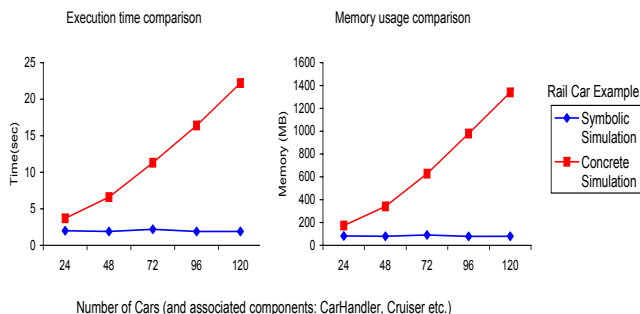 Execution time comparison
Memory usage comparison
Time(sec)
25
20
15
10
5
0
24 48 72 96 120
Memory (MB)
1600
1400
1200
1000
800
600
400
200
0
24 48 72 96 120
Rail Car Example
Symbolic
Simulation
Concrete
Simulation
Number of Cars (and associated components: CarHandler, Cruiser etc.)